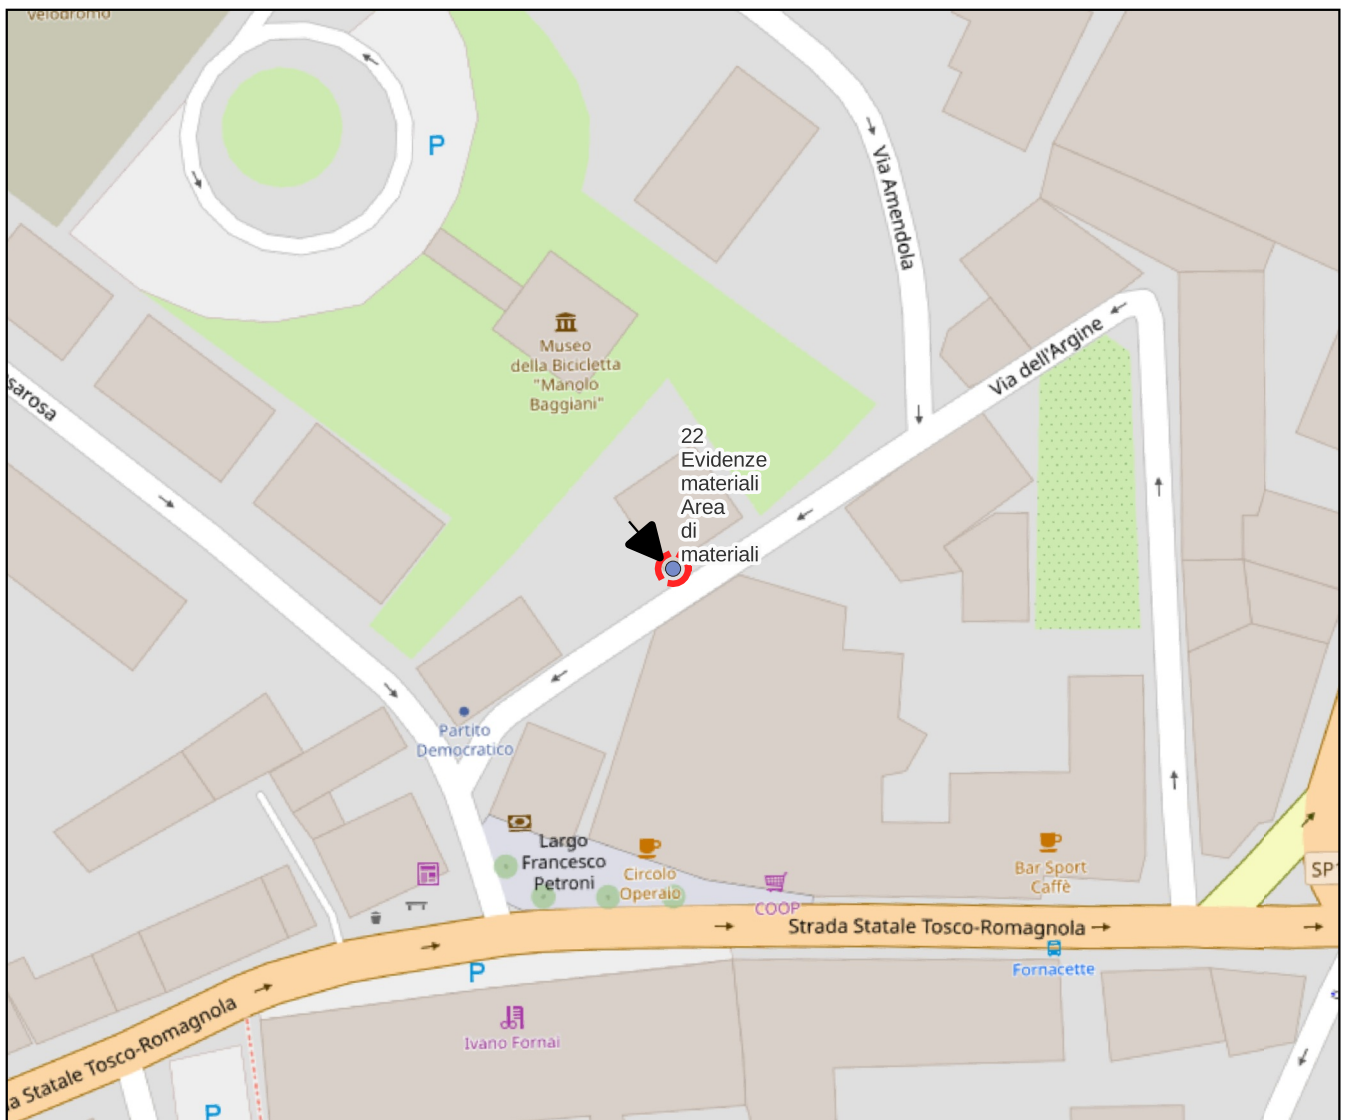 Velodromo
P
Via Amendola
Museo
della Bicicletta
"Manolo
Baggiani"
Via dell'Argine
sarosa
22
Evidenze
materiali
Area
di
materiali
Partito
Democratico
Largo
Francesco
Petroni
Circolo
Operaio
COOP
Bar Sport
Caffè
SP
Strada Statale Tosco-Romagnola
Fornacette
P
Ivano Fornai
a Statale Tosco-Romagnola
P